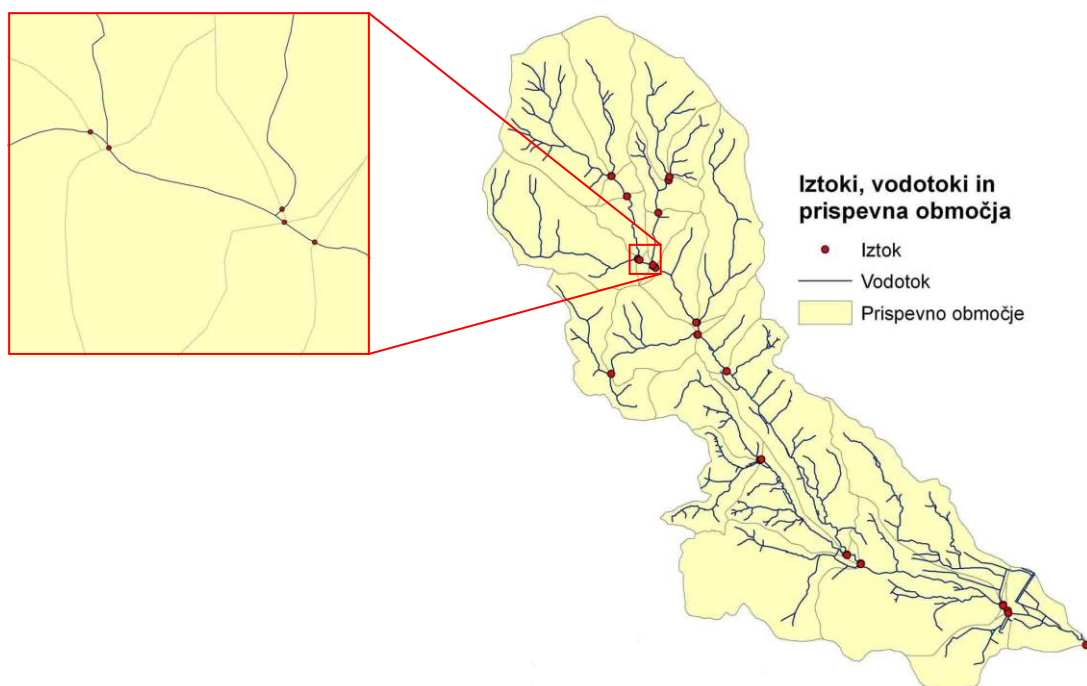 Iztoki, vodotoki in
prispevna območja
Iztok
Vodotok
Prispevno območje